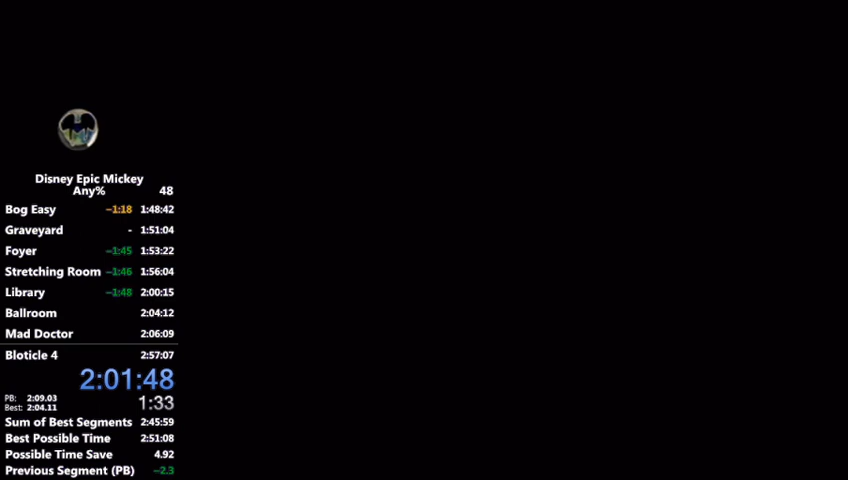 Disney Epic Mickey
Any% 48
Bog Easy −1:18 1:48:42
Graveyard - 1:51:04
Foyer −1:45 1:53:22
Stretching Room −1:46 1:56:04
Library −1:48 2:00:15
Ballroom 2:04:12
Mad Doctor 2:06:09
Bloticle 4 2:57:07
2:01:48
PB: 2:09.03
Best: 2:04.11
1:33
Sum of Best Segments 2:45:59
Best Possible Time 2:51:08
Possible Time Save 4.92
Previous Segment (PB) −2.3